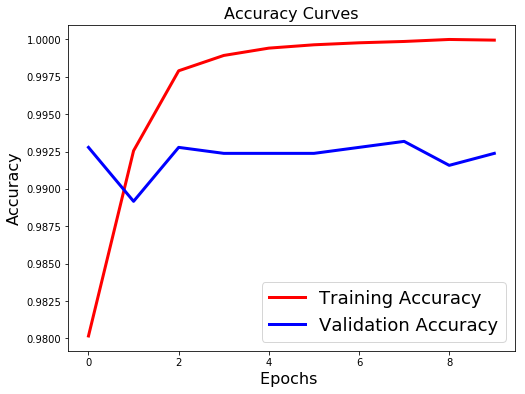 Accuracy Curves
1.0000
0.9975
0.9950
0.9925
0.9900
0.9875
0.9850
0.9825
0.9800
Accuracy
Training Accuracy
Validation Accuracy
0 2 4 6 8
Epochs